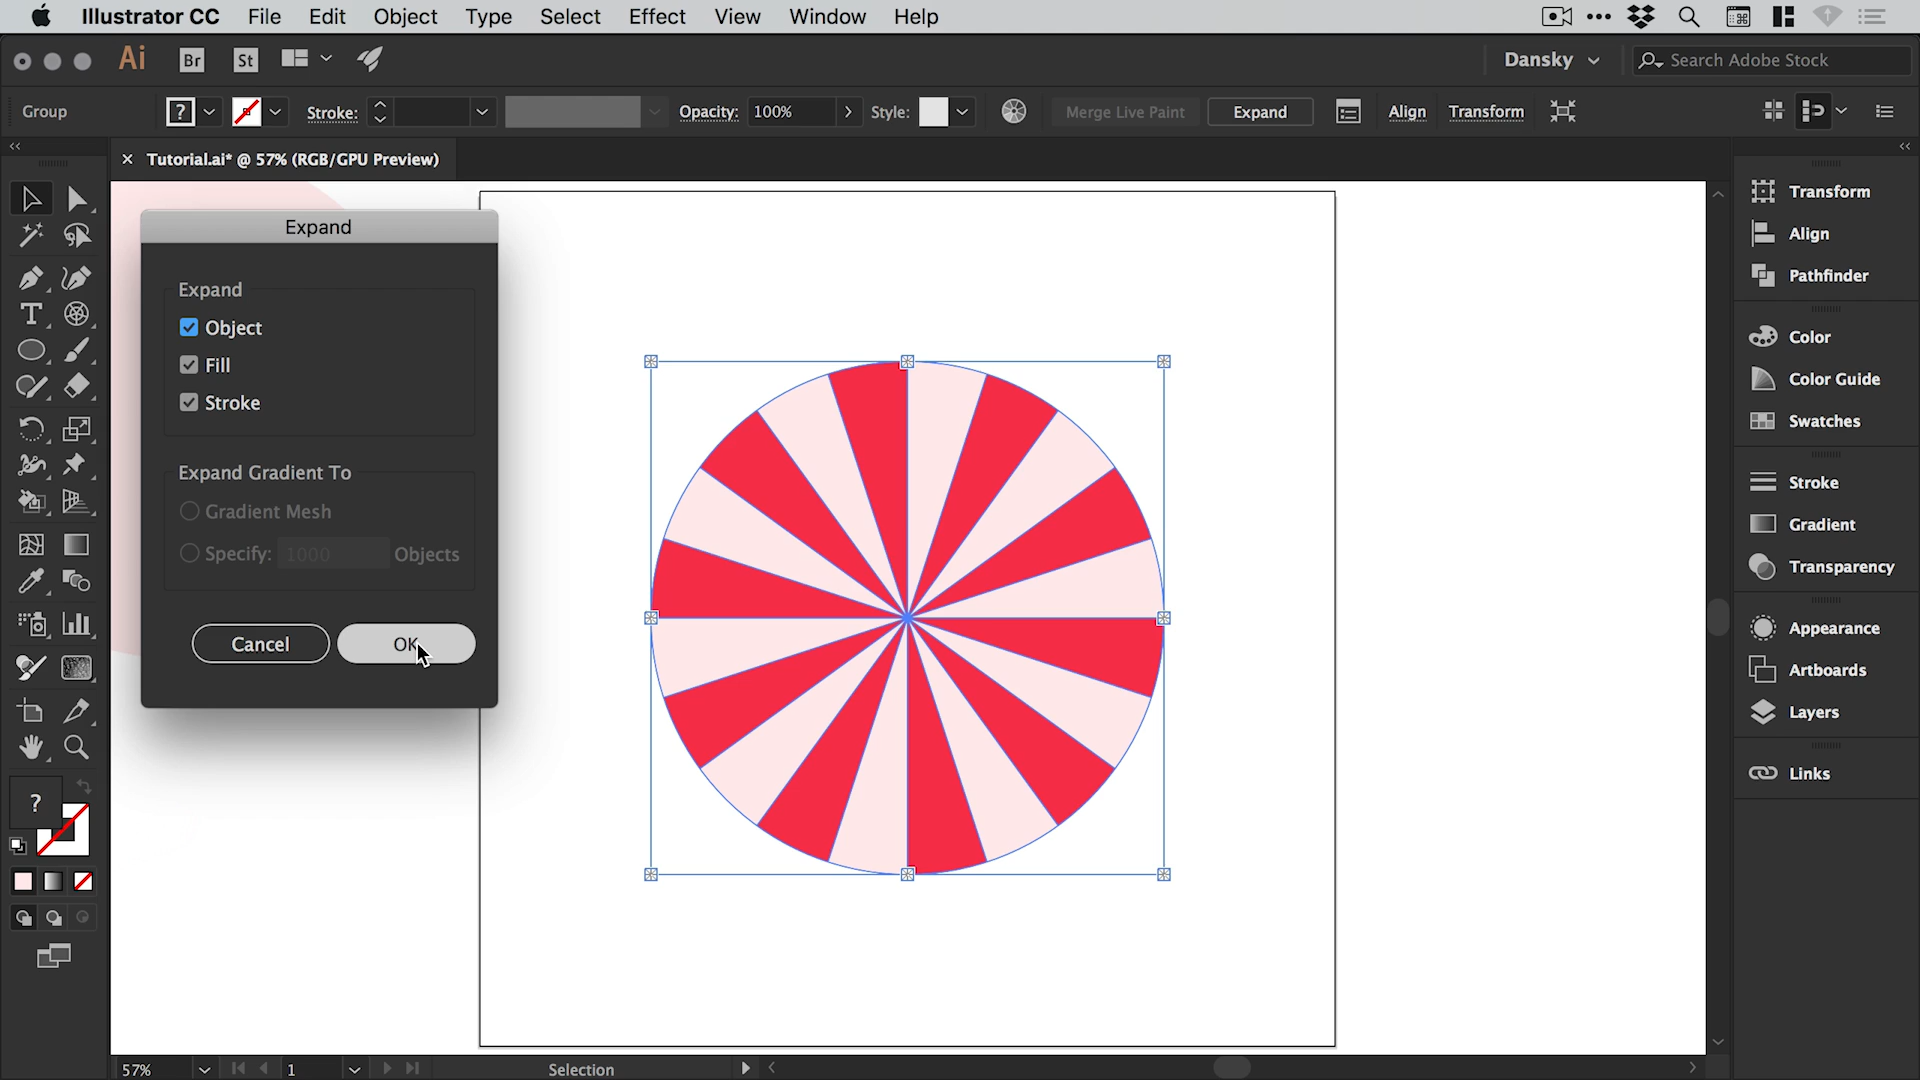 Illustrator CC File Edit Object Type Select Effect View Window Help
Ai Br St Dansky Search Adobe Stock
Group ? Stroke: Opacity: 100% Style: Merge Live Paint Expand Align Transform
Tutorial.ai* @ 57% (RGB/GPU Preview)
Expand
Expand
Object
Fill
Stroke
Expand Gradient To
Gradient Mesh
Specify: 1000 Objects
Cancel OK
?
Transform
Align
Pathfinder
Color
Color Guide
Swatches
Stroke
Gradient
Transparency
Appearance
Artboards
Layers
Links
57% 1 Selection